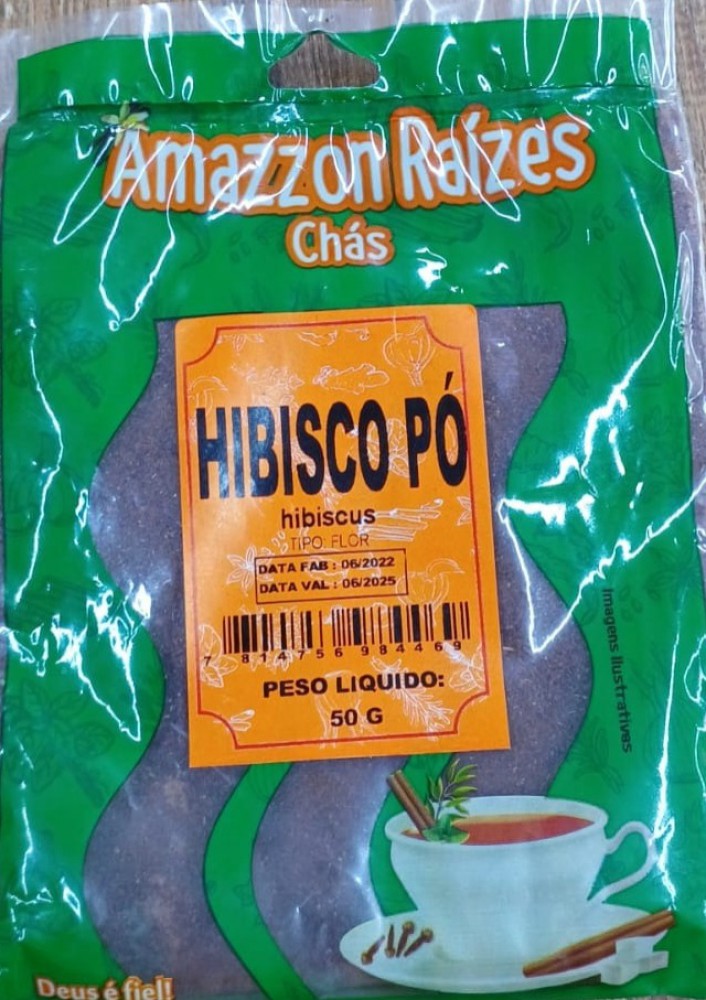 Amazzon Raízes
Chás
HIBISCO PÓ
hibiscus
TIPO: FLOR
DATA FAB : 06/2022
DATA VAL : 06/2025
7 814756 984469
PESO LIQUIDO:
50 G
Imagens Ilustrativas
Deus é fiel!